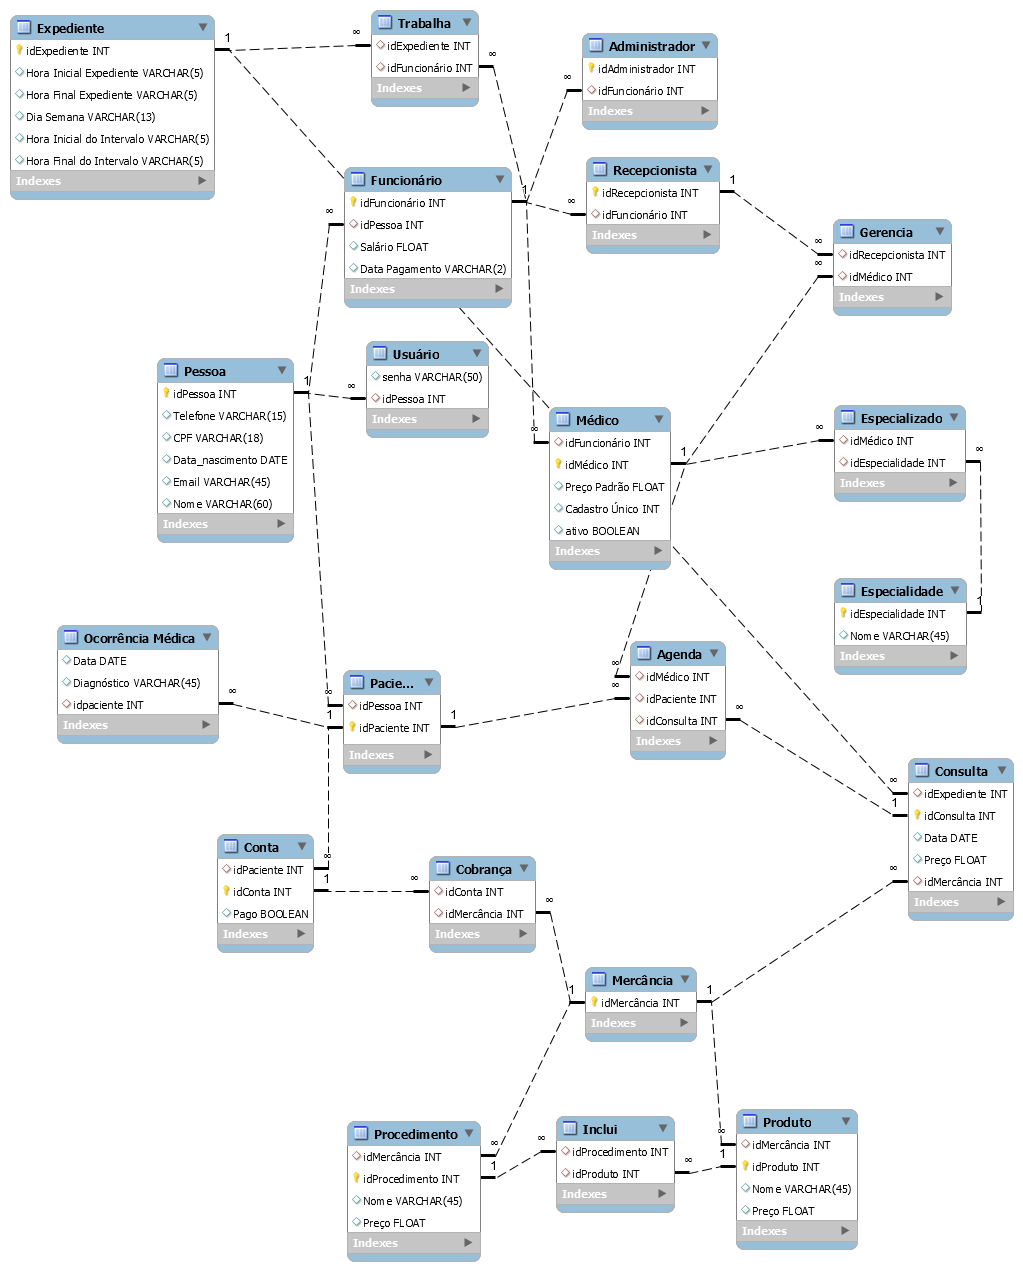 Expediente
idExpediente INT
Hora Inicial Expediente VARCHAR(5)
Hora Final Expediente VARCHAR(5)
Dia Semana VARCHAR(13)
Hora Inicial do Intervalo VARCHAR(5)
Hora Final do Intervalo VARCHAR(5)
Indexes
1
∞
Trabalha
idExpediente INT
idFuncionário INT
Indexes
∞
Administrador
idAdministrador INT
idFuncionário INT
Indexes
∞
Funcionário
idFuncionário INT
idPessoa INT
Salário FLOAT
Data Pagamento VARCHAR(2)
Indexes
∞
1
Recepcionista
idRecepcionista INT
idFuncionário INT
Indexes
∞
1
Gerencia
idRecepcionista INT
idMédico INT
Indexes
∞
∞
Pessoa
idPessoa INT
Telefone VARCHAR(15)
CPF VARCHAR(18)
Data_nascimento DATE
Email VARCHAR(45)
Nome VARCHAR(60)
Indexes
1
∞
Usuário
senha VARCHAR(50)
idPessoa INT
Indexes
Médico
idFuncionário INT
idMédico INT
Preço Padrão FLOAT
Cadastro Único INT
ativo BOOLEAN
Indexes
∞
1
Especializado
idMédico INT
idEspecialidade INT
Indexes
∞
∞
Especialidade
idEspecialidade INT
Nome VARCHAR(45)
Indexes
1
Ocorrência Médica
Data DATE
Diagnóstico VARCHAR(45)
idpaciente INT
Indexes
∞
Pacie...
idPessoa INT
idPaciente INT
Indexes
∞
1
1
Agenda
idMédico INT
idPaciente INT
idConsulta INT
Indexes
∞
∞
∞
Consulta
idExpediente INT
idConsulta INT
Data DATE
Preço FLOAT
idMercância INT
Indexes
∞
1
∞
Conta
idPaciente INT
idConta INT
Pago BOOLEAN
Indexes
∞
1
Cobrança
idConta INT
idMercância INT
Indexes
∞
∞
Mercância
idMercância INT
Indexes
1
1
Procedimento
idMercância INT
idProcedimento INT
Nome VARCHAR(45)
Preço FLOAT
Indexes
∞
1
Inclui
idProcedimento INT
idProduto INT
Indexes
∞
∞
Produto
idMercância INT
idProduto INT
Nome VARCHAR(45)
Preço FLOAT
Indexes
∞
1